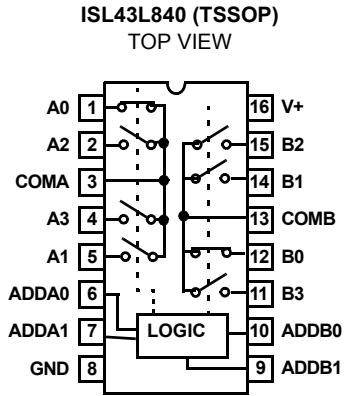 ISL43L840 (TSSOP)
TOP VIEW
A0 1 16 V+
A2 2 15 B2
COMA 3 14 B1
A3 4 13 COMB
A1 5 12 B0
ADDA0 6 11 B3
ADDA1 7 LOGIC 10 ADDB0
GND 8 9 ADDB1